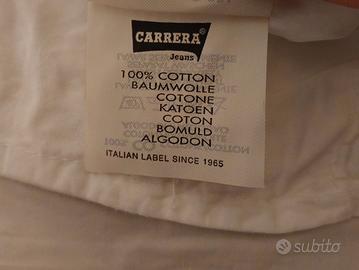 CARRERA
Jeans
100% COTTON
BAUMWOLLE
COTONE
KATOEN
COTON
BOMULD
ALGODON
ITALIAN LABEL SINCE 1965
subito